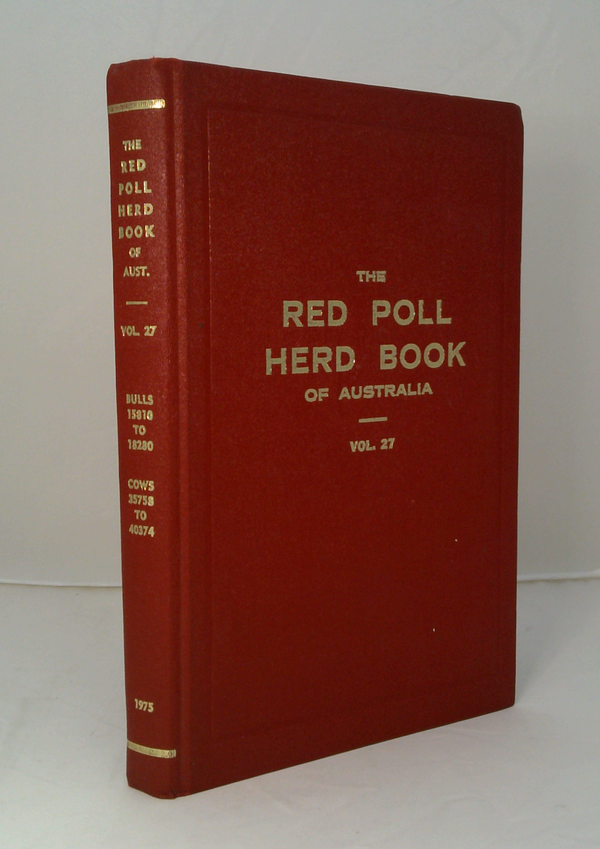 THE
RED
POLL
HERD
BOOK
OF
AUST.
VOL. 27
BULLS
15818
TO
18280
COWS
35758
TO
40374
1975
THE
RED POLL
HERD BOOK
OF AUSTRALIA
VOL. 27